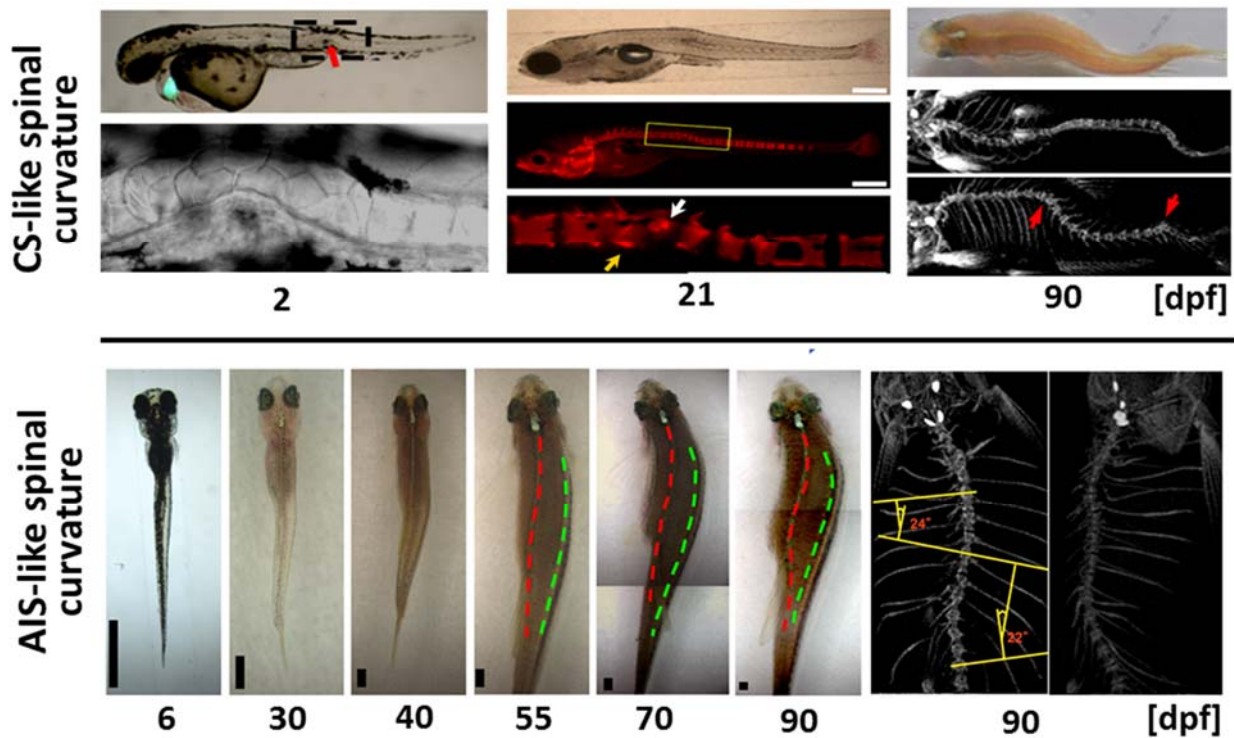 CS-like spinal
curvature
2
21
90
[dpf]
AIS-like spinal
curvature
24°
22°
6
30
40
55
70
90
90
[dpf]